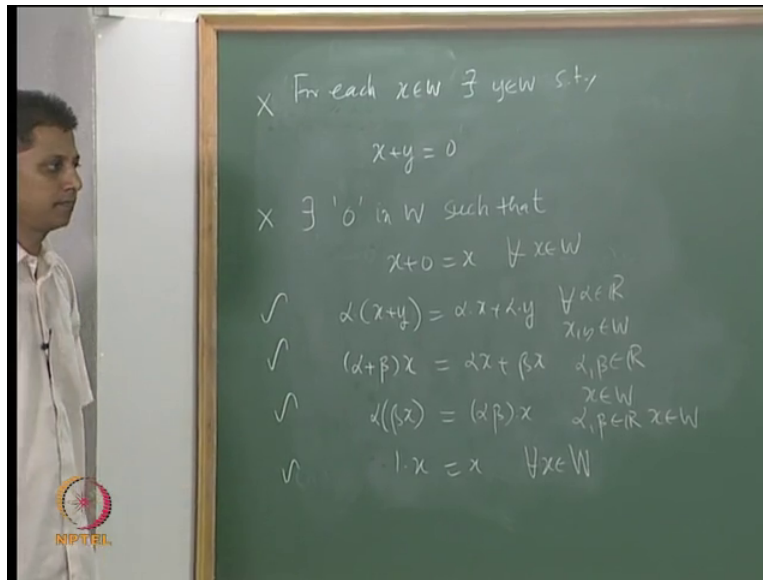 × For each x∈W ∃ y∈W s.t.,
x+y = 0
× ∃ '0' in W such that
x+0 = x ∀ x∈W
✓ α·(x+y) = α·x+α·y ∀ α∈ℝ
x,y∈W
✓ (α+β)x = αx+βx α,β∈ℝ
x∈W
✓ α(βx) = (αβ)x α,β∈ℝ x∈W
✓ 1·x = x ∀x∈W
NPTEL